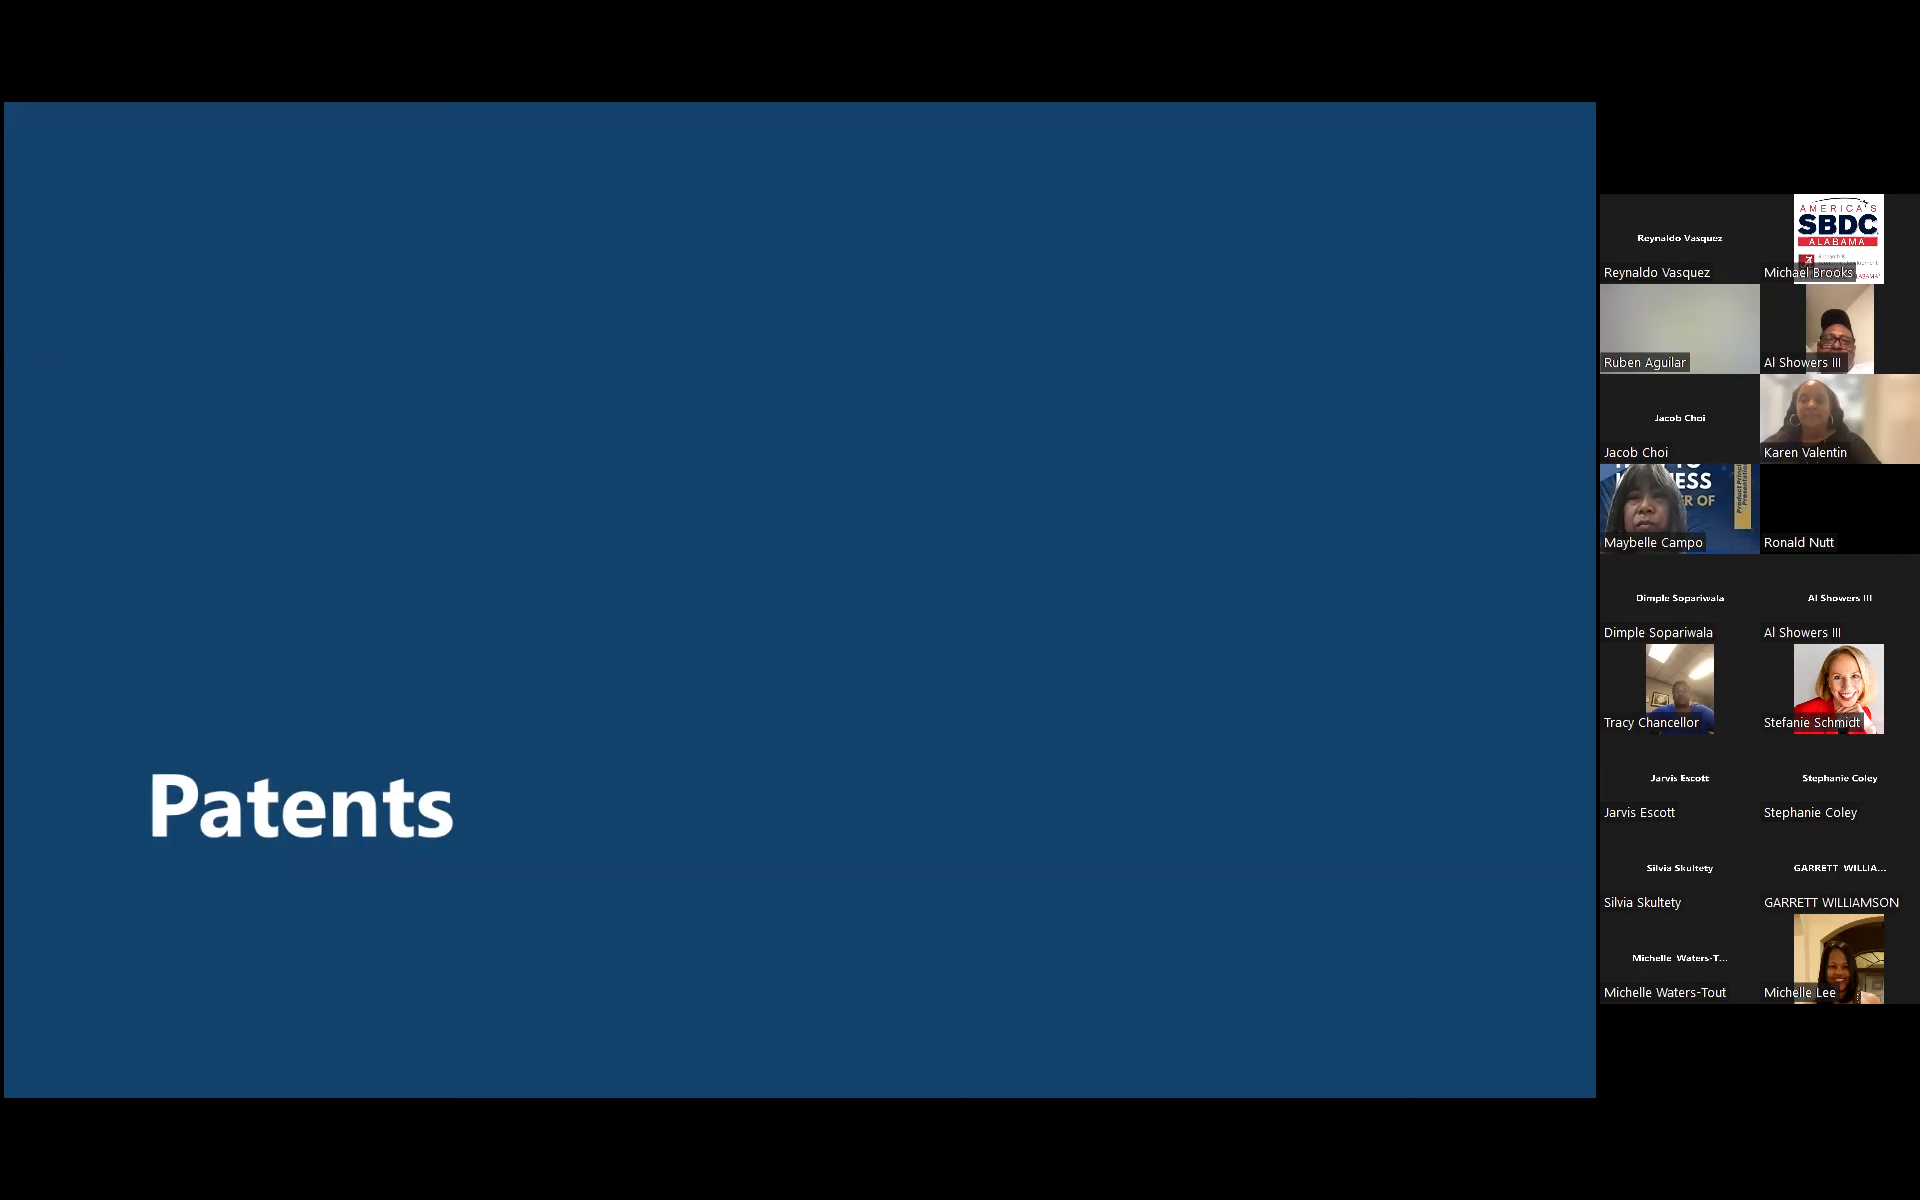 Patents
Reynaldo Vasquez
Reynaldo Vasquez
AMERICA'S
SBDC
ALABAMA
Michael Brooks
Ruben Aguilar
Al Showers III
Jacob Choi
Jacob Choi
Karen Valentin
ESS
R OF
Maybelle Campo
Ronald Nutt
Dimple Sopariwala
Dimple Sopariwala
Al Showers III
Al Showers III
Tracy Chancellor
Stefanie Schmidt
Jarvis Escott
Jarvis Escott
Stephanie Coley
Stephanie Coley
Silvia Skultety
Silvia Skultety
GARRETT WILLIA...
GARRETT WILLIAMSON
Michelle Waters-T...
Michelle Waters-Tout
Michelle Lee